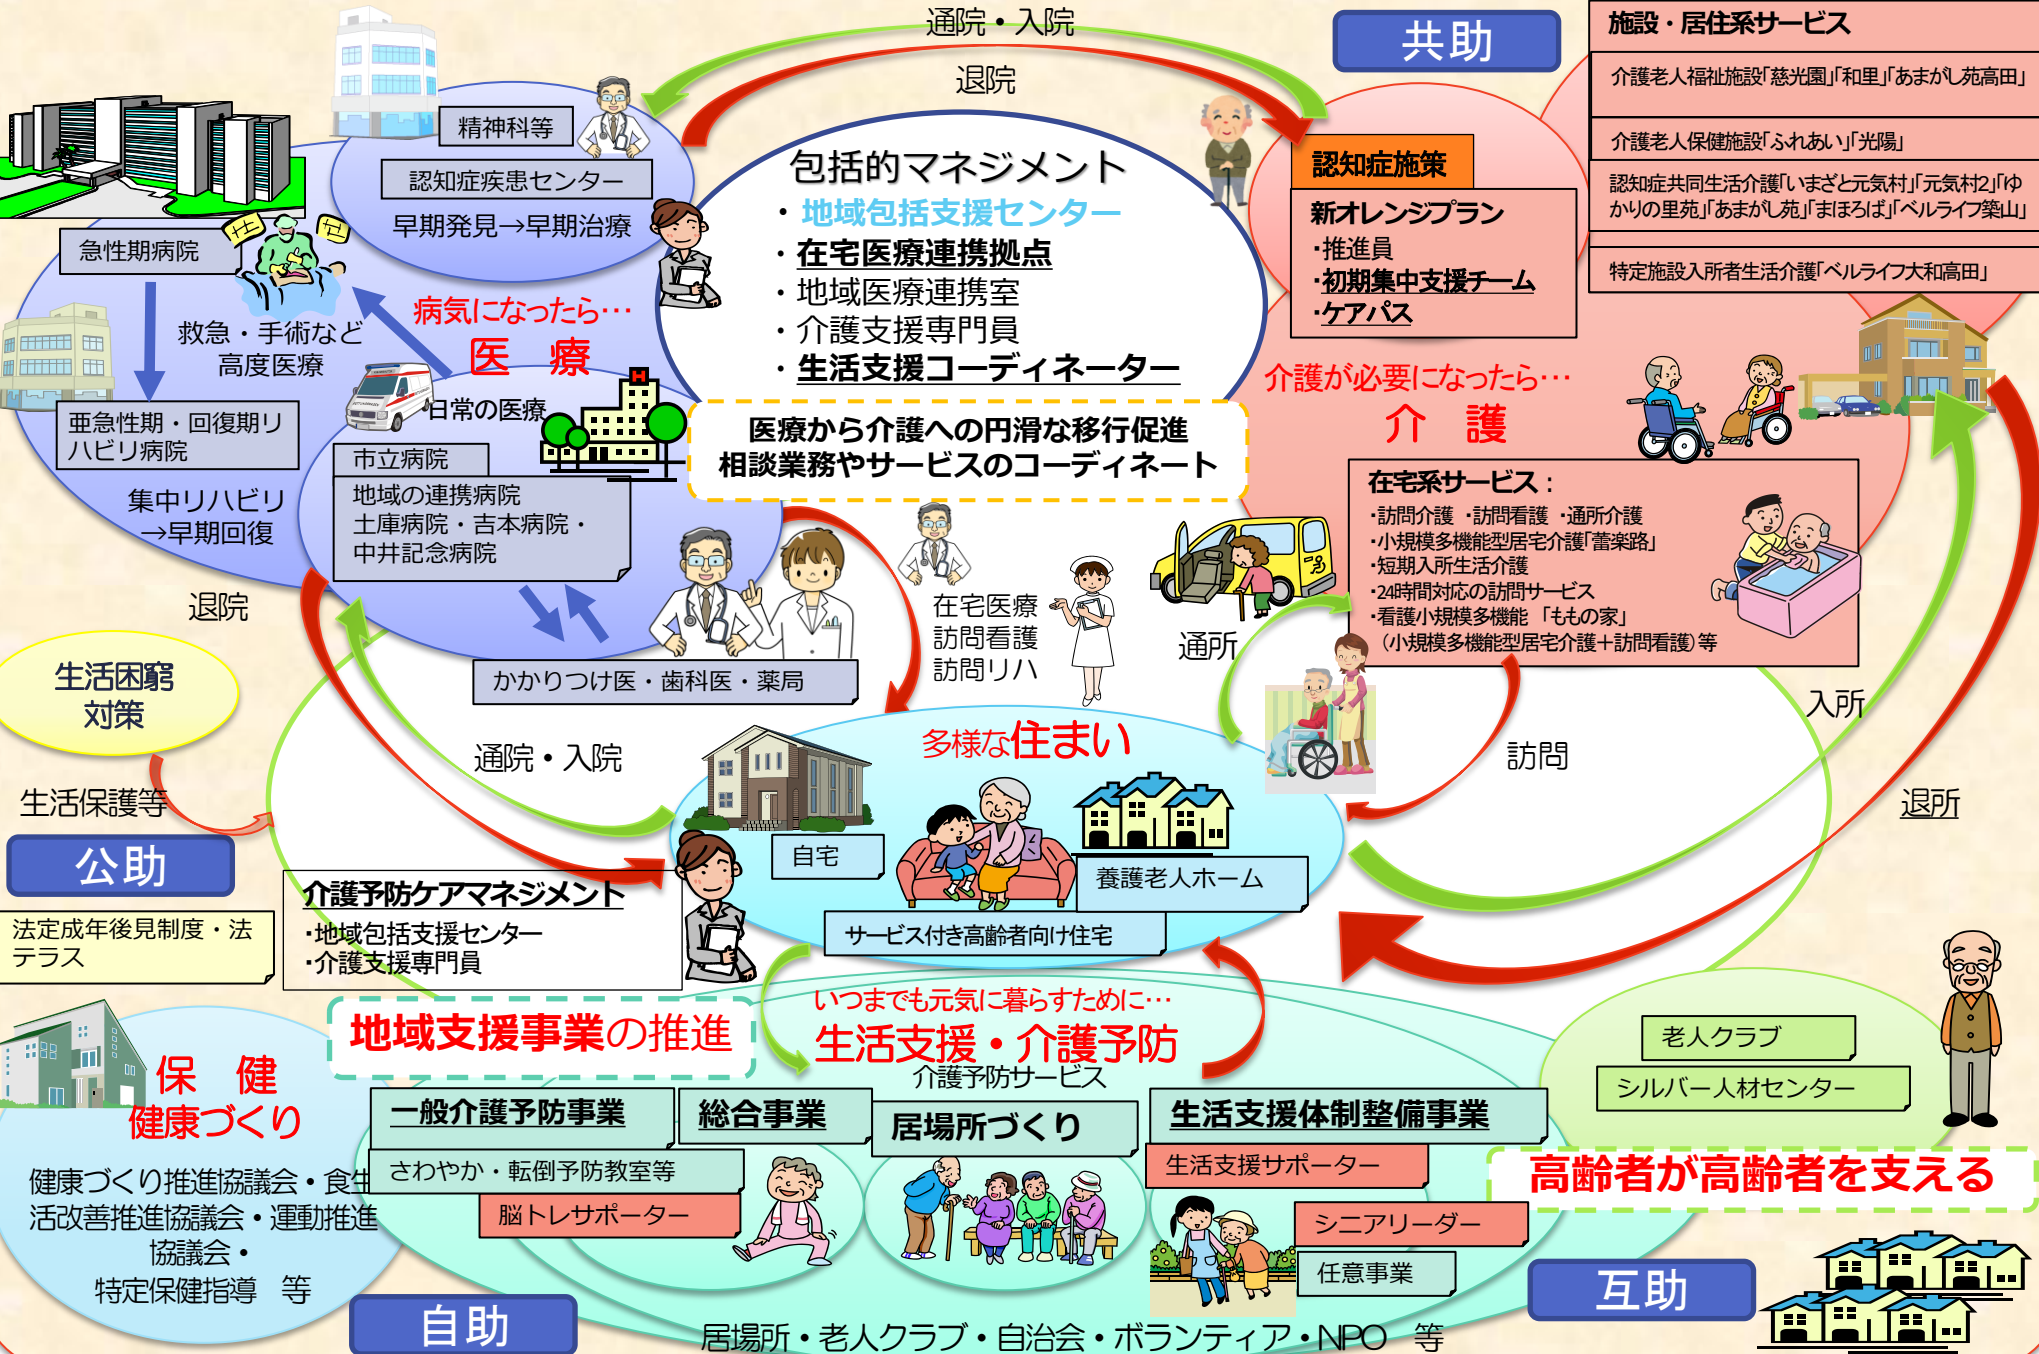 通院・入院
退院
共助
施設・居住系サービス
介護老人福祉施設「慈光園」「和里」「あまがし苑高田」
介護老人保健施設「ふれあい」「光陽」
認知症共同生活介護「いまざと元気村」「元気村2」「ゆ
かりの里苑」「あまがし苑」「まほろば」「ベルライフ築山」
特定施設入所者生活介護「ベルライフ大和高田」
精神科等
認知症疾患センター
早期発見→早期治療
包括的マネジメント
・地域包括支援センター
・在宅医療連携拠点
・地域医療連携室
・介護支援専門員
・生活支援コーディネーター
医療から介護への円滑な移行促進
相談業務やサービスのコーディネート
認知症施策
新オレンジプラン
・推進員
・初期集中支援チーム
・ケアパス
急性期病院
救急・手術など
高度医療
病気になったら…
医 療
日常の医療
亜急性期・回復期リ
ハビリ病院
集中リハビリ
→早期回復
市立病院
地域の連携病院
土庫病院・吉本病院・
中井記念病院
かかりつけ医・歯科医・薬局
介護が必要になったら…
介 護
在宅系サービス：
・訪問介護 ・訪問看護 ・通所介護
・小規模多機能型居宅介護「蕾楽路」
・短期入所生活介護
・24時間対応の訪問サービス
・看護小規模多機能 「ももの家」
（小規模多機能型居宅介護＋訪問看護）等
退院
在宅医療
訪問看護
訪問リハ
通所
生活困窮
対策
生活保護等
通院・入院
訪問
入所
退所
多様な住まい
自宅
養護老人ホーム
サービス付き高齢者向け住宅
公助
法定成年後見制度・法
テラス
介護予防ケアマネジメント
・地域包括支援センター
・介護支援専門員
地域支援事業の推進
いつまでも元気に暮らすために…
生活支援・介護予防
介護予防サービス
保 健
健康づくり
健康づくり推進協議会・食生
活改善推進協議会・運動推進
協議会・
特定保健指導 等
一般介護予防事業
さわやか・転倒予防教室等
脳トレサポーター
総合事業
居場所づくり
生活支援体制整備事業
生活支援サポーター
シニアリーダー
任意事業
老人クラブ
シルバー人材センター
高齢者が高齢者を支える
自助
互助
居場所・老人クラブ・自治会・ボランティア・NPO 等